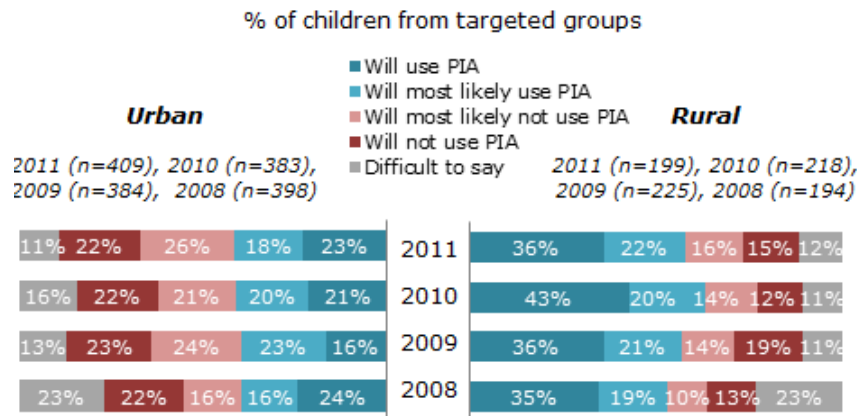 % of children from targeted groups
Will use PIA
Will most likely use PIA
Will most likely not use PIA
Will not use PIA
Difficult to say
Urban
2011 (n=409), 2010 (n=383),
2009 (n=384), 2008 (n=398)
Rural
2011 (n=199), 2010 (n=218),
2009 (n=225), 2008 (n=194)
11% 22% 26% 18% 23% 2011 36% 22% 16% 15% 12%
16% 22% 21% 20% 21% 2010 43% 20% 14% 12% 11%
13% 23% 24% 23% 16% 2009 36% 21% 14% 19% 11%
23% 22% 16% 16% 24% 2008 35% 19% 10% 13% 23%